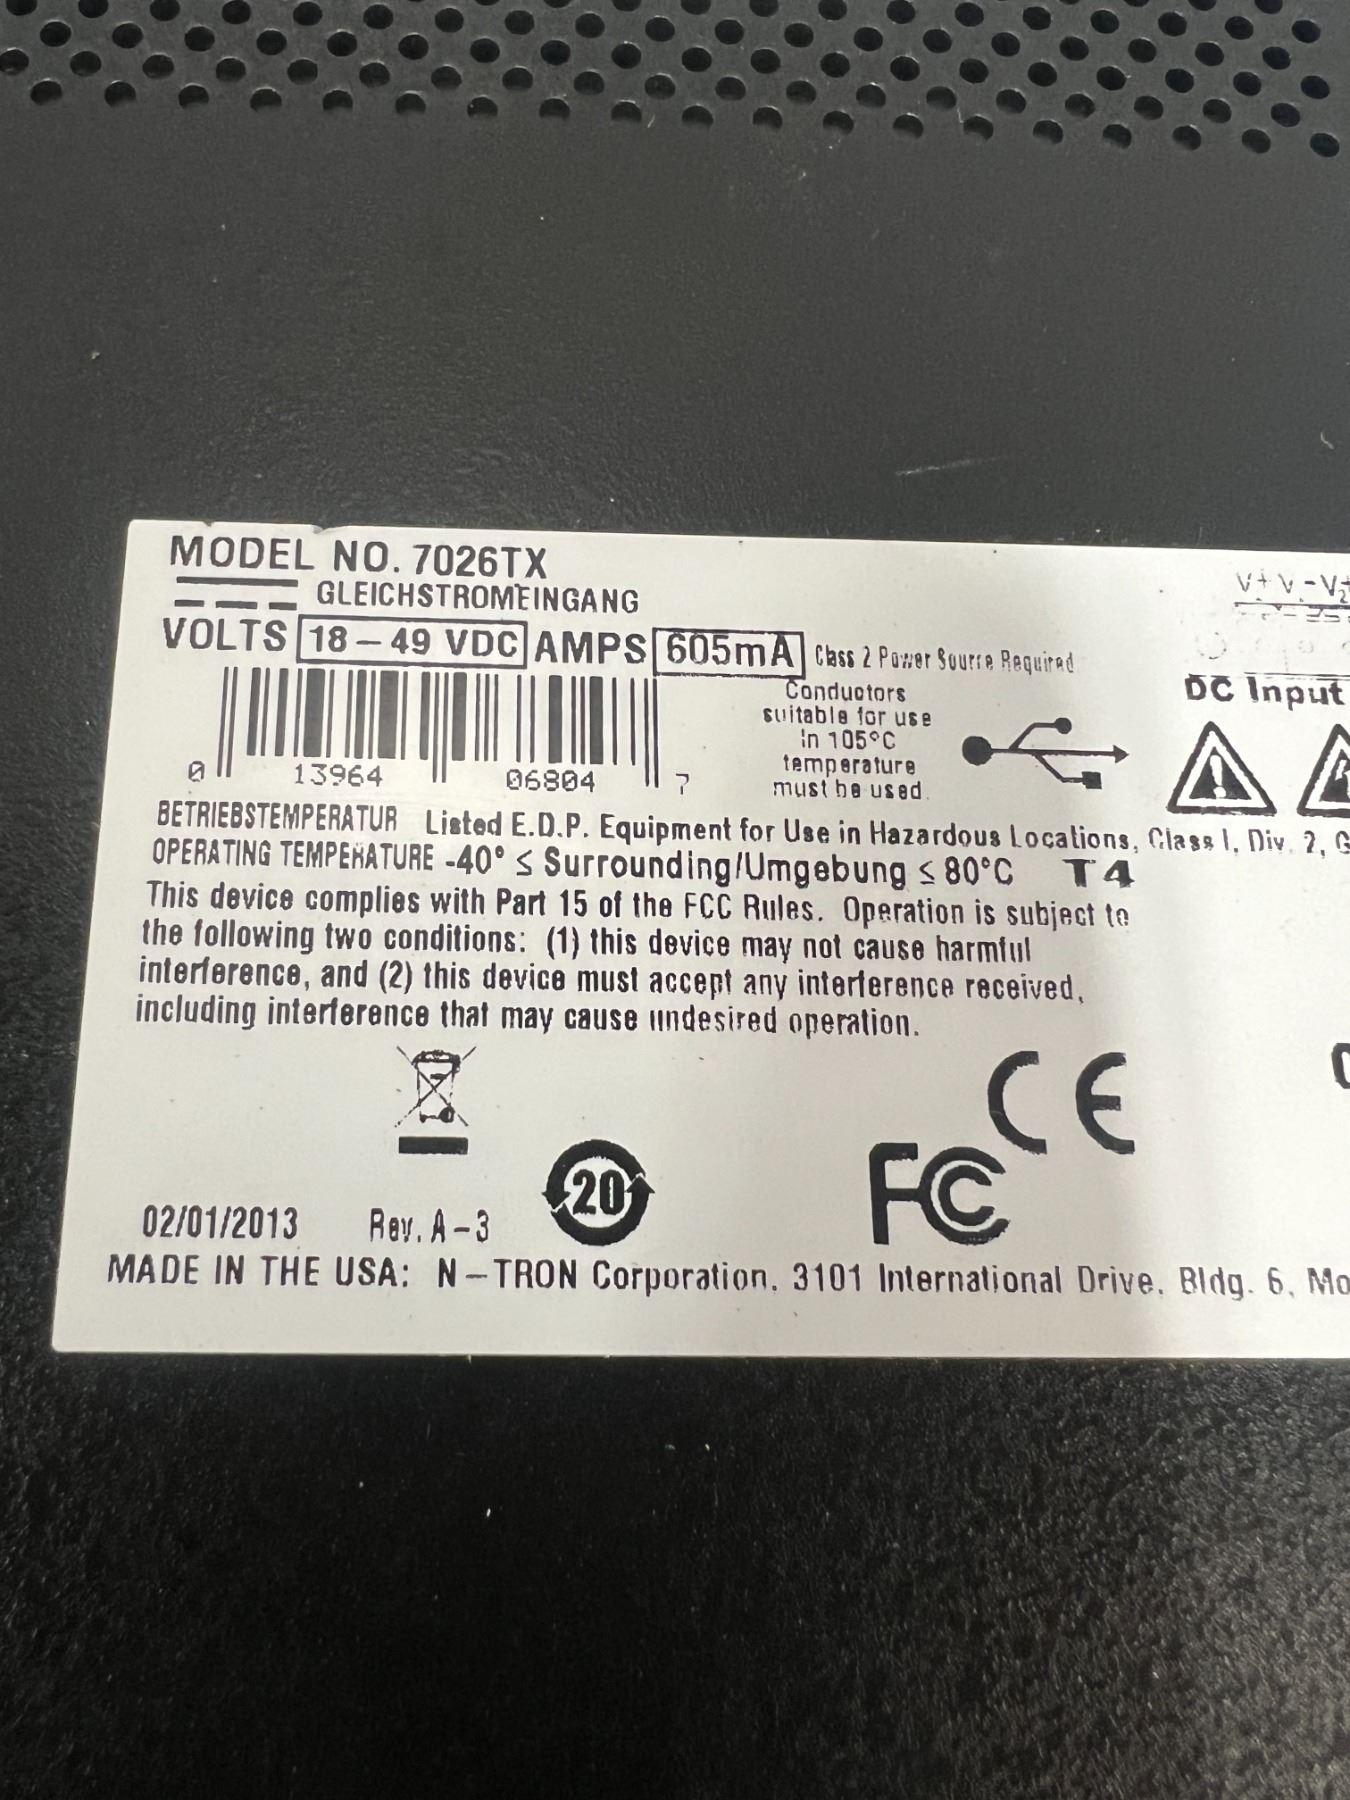 MODEL NO. 7026TX
GLEICHSTROMEINGANG
VOLTS 18 – 49 VDC AMPS 605mA Class 2 Power Source Required
Conductors
suitable for use
in 105°C
temperature
must be used.
V+ V - V2
DC Input
0 13964 06804 7
BETRIEBSTEMPERATUR Listed E.D.P. Equipment for Use in Hazardous Locations, Class I, Div. 2, G
OPERATING TEMPERATURE -40° ≤ Surrounding/Umgebung ≤ 80°C T4
This device complies with Part 15 of the FCC Rules. Operation is subject to
the following two conditions: (1) this device may not cause harmful
interference, and (2) this device must accept any interference received,
including interference that may cause undesired operation.
CE
20
FC
02/01/2013 Rev. A – 3
MADE IN THE USA: N – TRON Corporation, 3101 International Drive, Bldg. 6, Mo